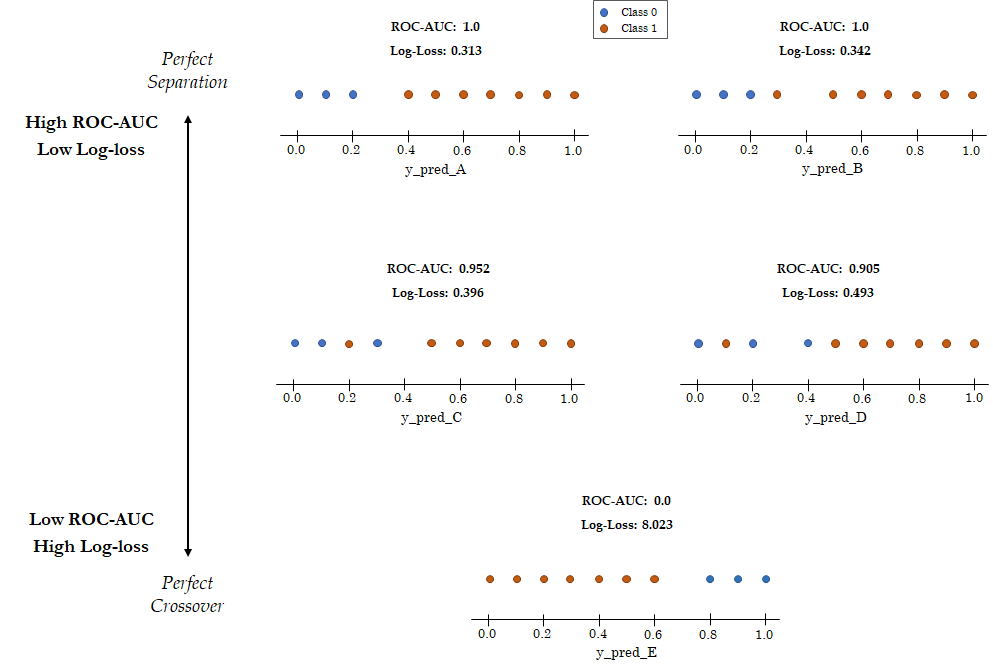 Class 0
Class 1
ROC-AUC: 1.0
Log-Loss: 0.313
ROC-AUC: 1.0
Log-Loss: 0.342
Perfect
Separation
High ROC-AUC
Low Log-loss
0.0 0.2 0.4 0.6 0.8 1.0
y_pred_A
0.0 0.2 0.4 0.6 0.8 1.0
y_pred_B
ROC-AUC: 0.952
Log-Loss: 0.396
ROC-AUC: 0.905
Log-Loss: 0.493
0.0 0.2 0.4 0.6 0.8 1.0
y_pred_C
0.0 0.2 0.4 0.6 0.8 1.0
y_pred_D
Low ROC-AUC
High Log-loss
Perfect
Crossover
ROC-AUC: 0.0
Log-Loss: 8.023
0.0 0.2 0.4 0.6 0.8 1.0
y_pred_E